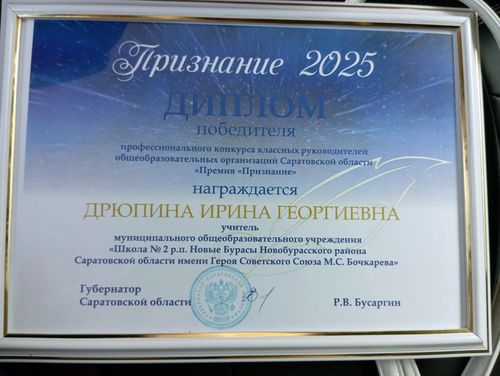 Признание 2025
ДИПЛОМ
победителя
профессионального конкурса классных руководителей
общеобразовательных организаций Саратовской области
«Премия «Признание»
награждается
ДРЮПИНА ИРИНА ГЕОРГИЕВНА
учитель
муниципального общеобразовательного учреждения
«Школа № 2 р.п. Новые Бурасы Новобурасского района
Саратовской области имени Героя Советского Союза М.С. Бочкарева»
Губернатор
Саратовской области
Р.В. Бусаргин